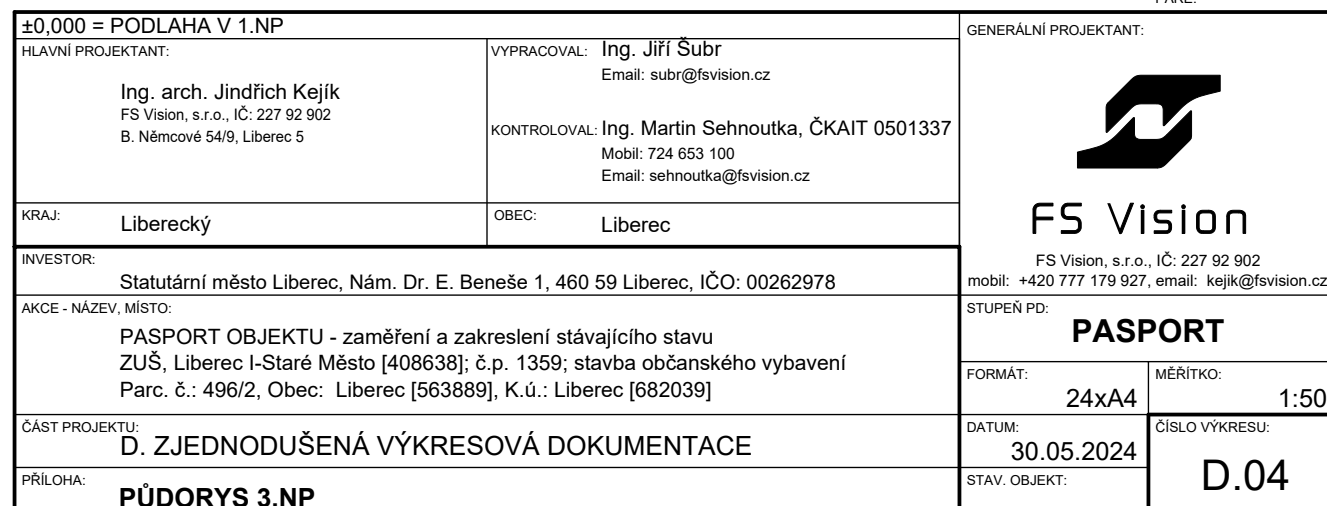 PARÉ:
±0,000 = PODLAHA V 1.NP
HLAVNÍ PROJEKTANT:
Ing. arch. Jindřich Kejík
FS Vision, s.r.o., IČ: 227 92 902
B. Němcové 54/9, Liberec 5
VYPRACOVAL: Ing. Jiří Šubr
Email: subr@fsvision.cz
KONTROLOVAL: Ing. Martin Sehnoutka, ČKAIT 0501337
Mobil: 724 653 100
Email: sehnoutka@fsvision.cz
GENERÁLNÍ PROJEKTANT:
FS Vision
FS Vision, s.r.o., IČ: 227 92 902
mobil: +420 777 179 927, email: kejik@fsvision.cz
KRAJ: Liberecký
OBEC: Liberec
INVESTOR:
Statutární město Liberec, Nám. Dr. E. Beneše 1, 460 59 Liberec, IČO: 00262978
AKCE - NÁZEV, MÍSTO:
PASPORT OBJEKTU - zaměření a zakreslení stávajícího stavu
ZUŠ, Liberec I-Staré Město [408638]; č.p. 1359; stavba občanského vybavení
Parc. č.: 496/2, Obec: Liberec [563889], K.ú.: Liberec [682039]
STUPEŇ PD:
PASPORT
FORMÁT:
24xA4
MĚŘÍTKO:
1:50
ČÁST PROJEKTU:
D. ZJEDNODUŠENÁ VÝKRESOVÁ DOKUMENTACE
DATUM:
30.05.2024
ČÍSLO VÝKRESU:
D.04
PŘÍLOHA:
PŮDORYS 3.NP
STAV. OBJEKT: